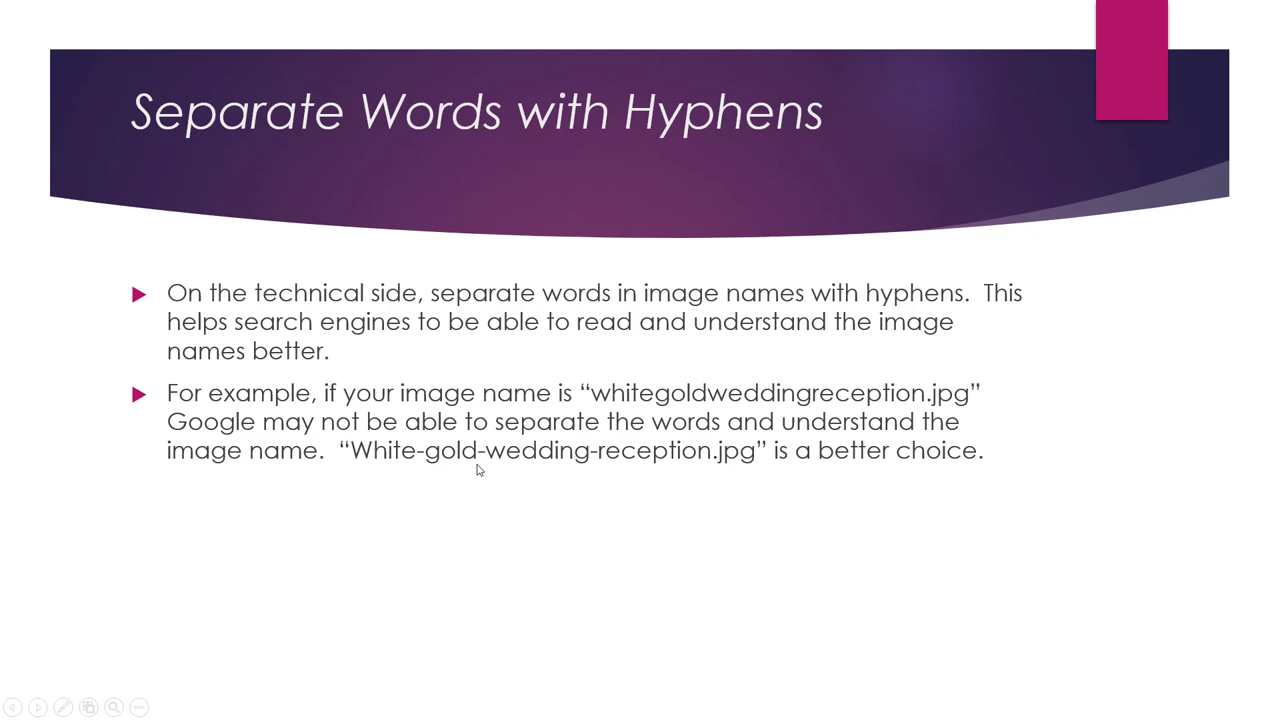 Separate Words with Hyphens
On the technical side, separate words in image names with hyphens.  This
helps search engines to be able to read and understand the image
names better.
For example, if your image name is “whitegoldweddingreception.jpg”
Google may not be able to separate the words and understand the
image name.  “White-gold-wedding-reception.jpg” is a better choice.